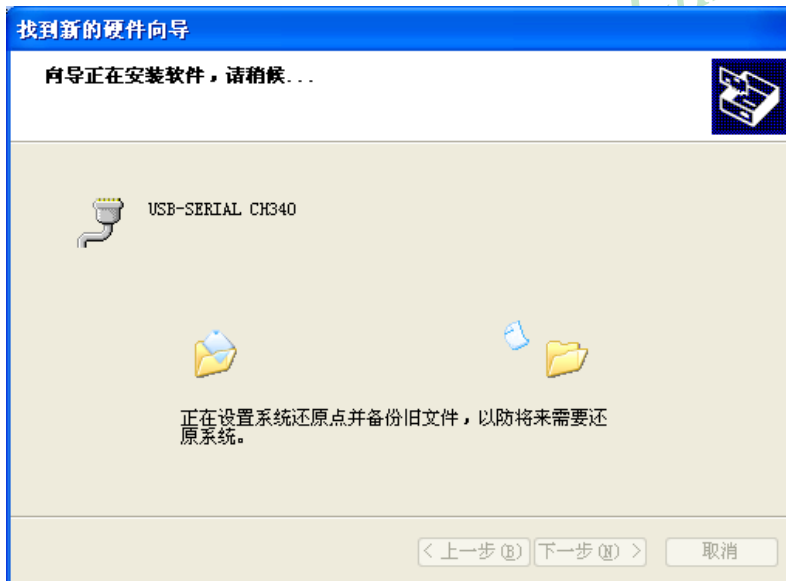 找到新的硬件向导
向导正在安装软件，请稍候...
USB-SERIAL CH340
正在设置系统还原点并备份旧文件，以防将来需要还
原系统。
< 上一步(B) 下一步(N) > 取消